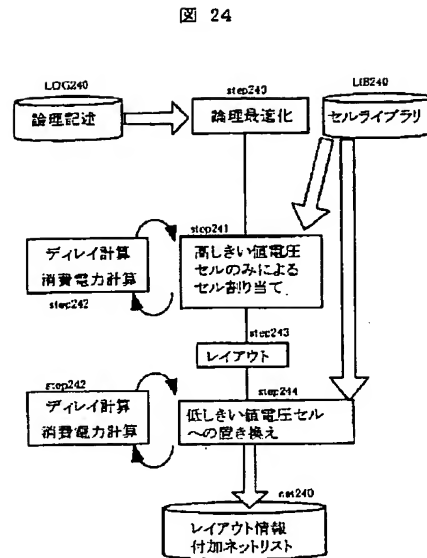 図 24
LOG240
論理記述
step240
論理最適化
LIB240
セルライブラリ
step241
高しきい値電圧
セルのみによる
セル割り当て
ディレイ計算
消費電力計算
step242
step243
レイアウト
step242
ディレイ計算
消費電力計算
step244
低しきい値電圧セル
への置き換え
net240
レイアウト情報
付加ネットリスト